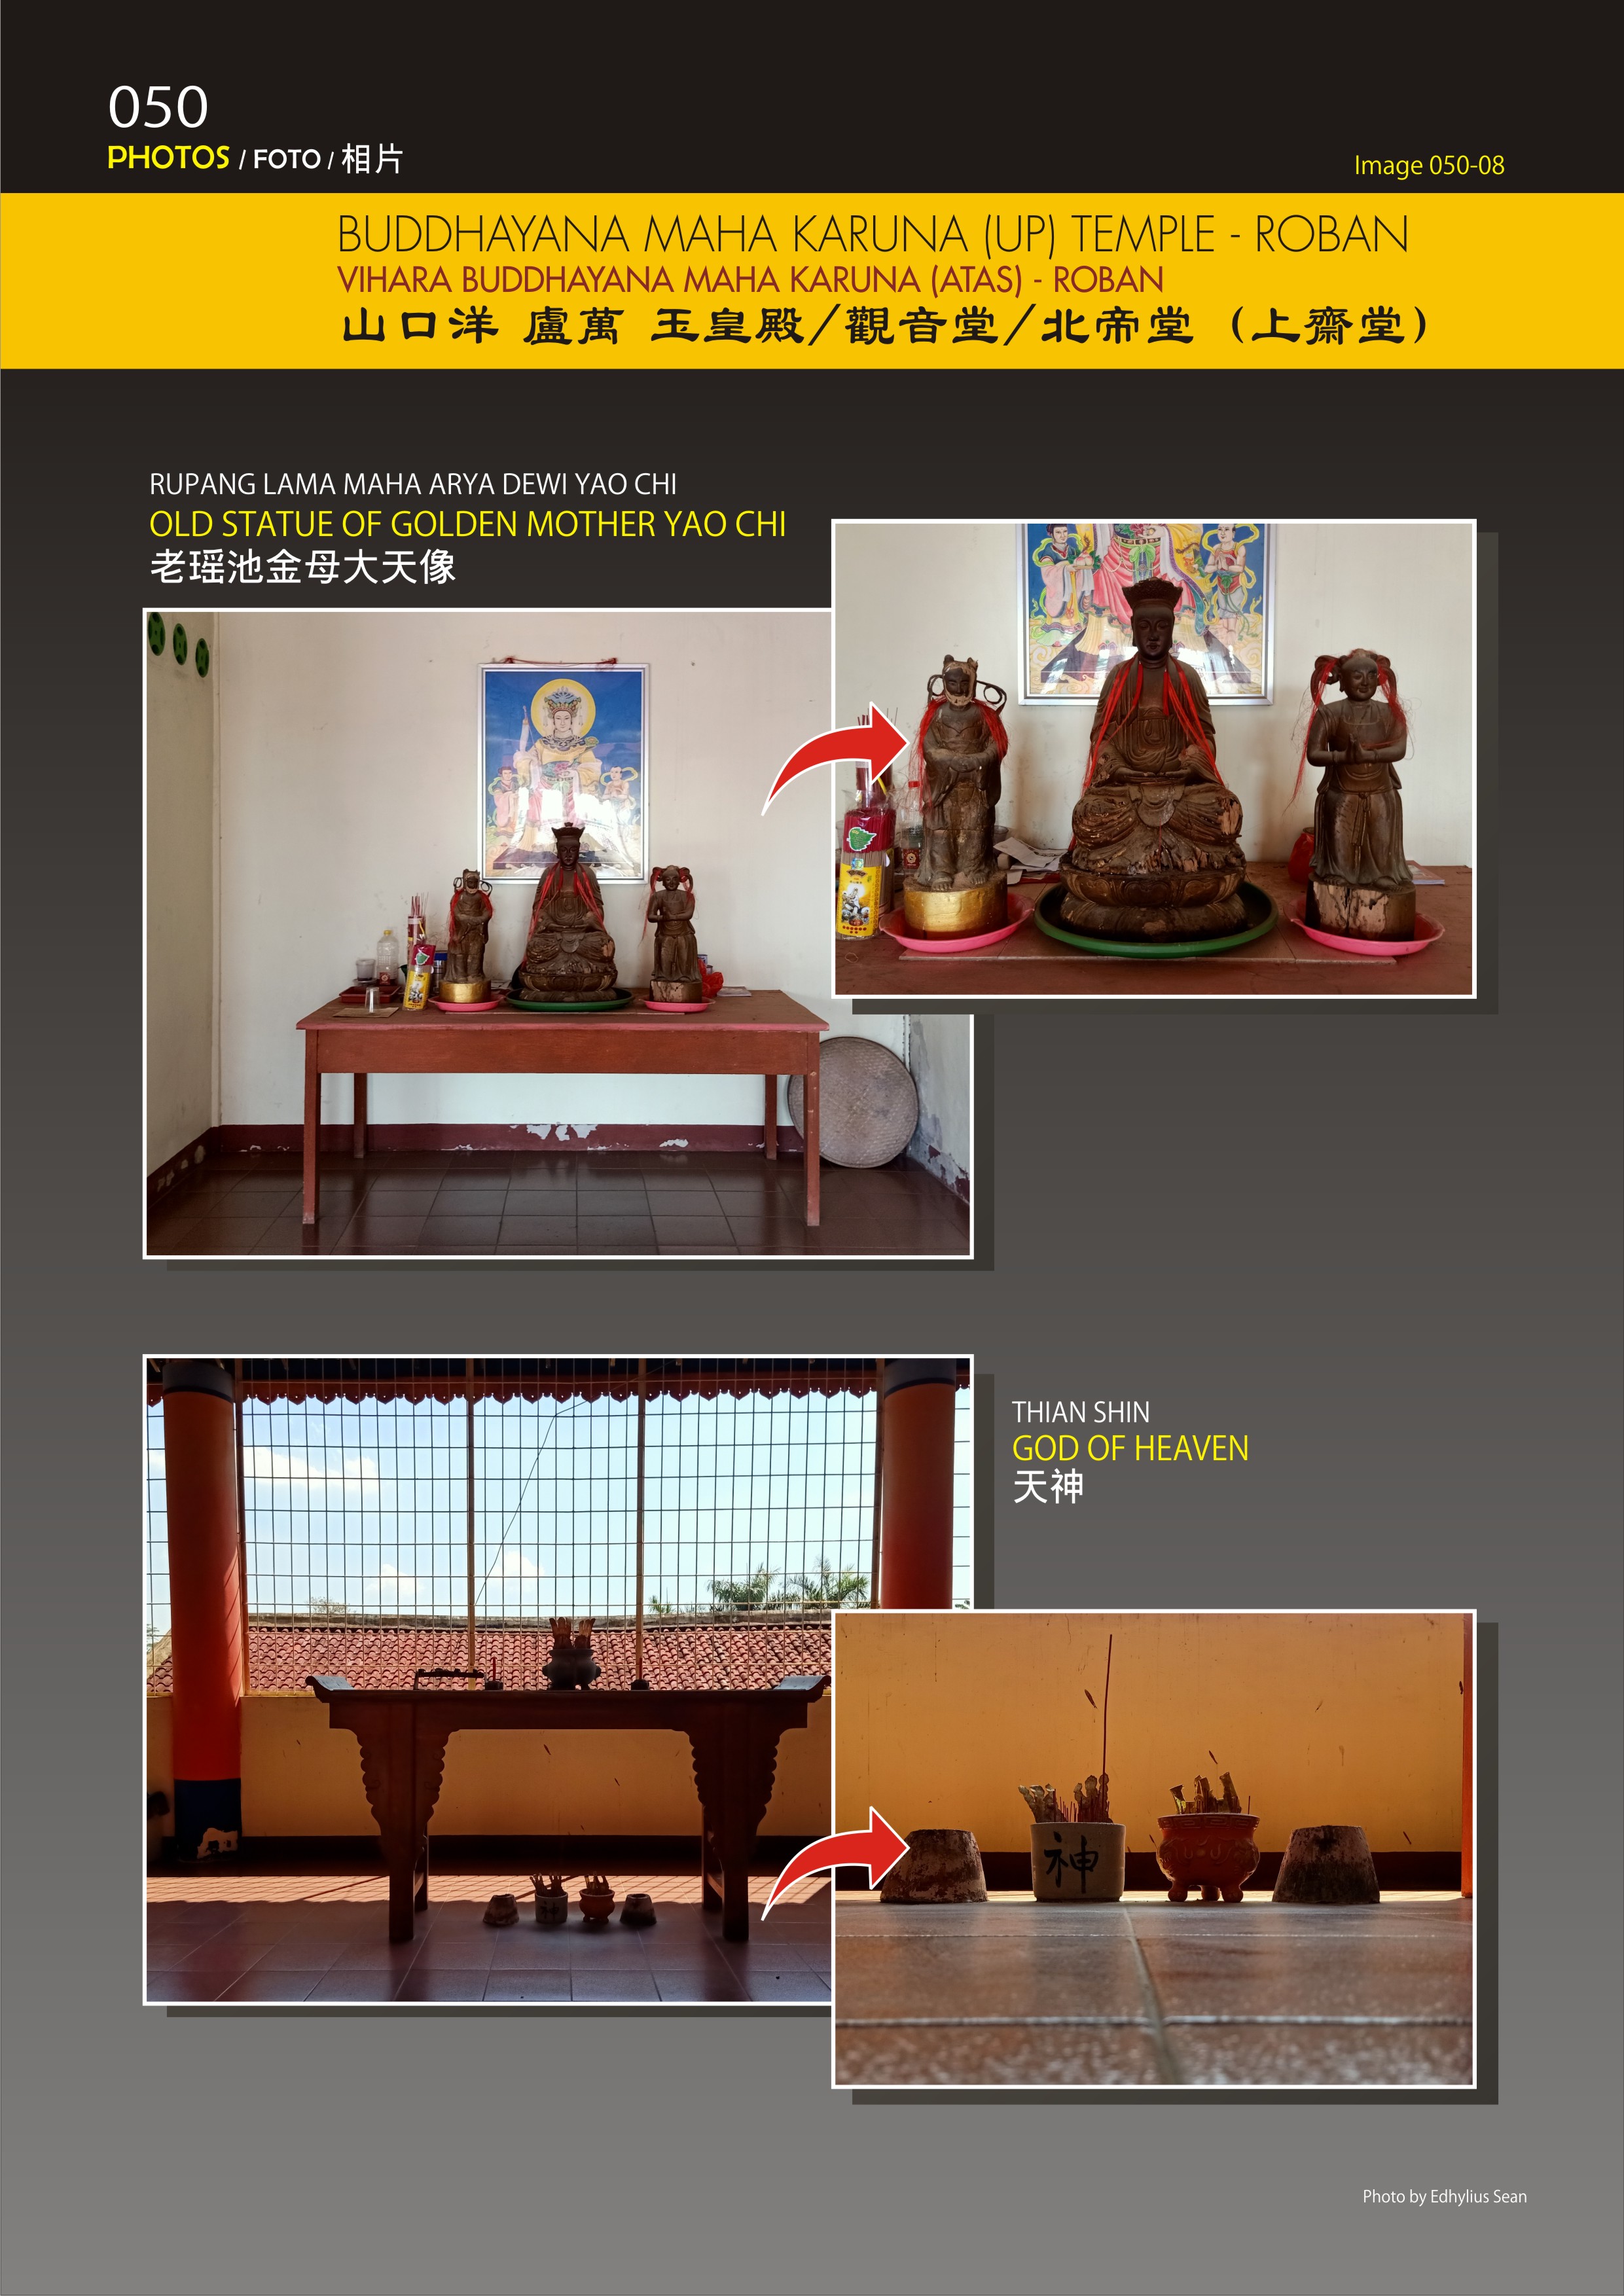 050
PHOTOS / FOTO / 相片
Image 050-08
BUDDHAYANA MAHA KARUNA (UP) TEMPLE - ROBAN
VIHARA BUDDHAYANA MAHA KARUNA (ATAS) - ROBAN
山口洋 盧萬 玉皇殿/觀音堂/北帝堂 (上齋堂)
RUPANG LAMA MAHA ARYA DEWI YAO CHI
OLD STATUE OF GOLDEN MOTHER YAO CHI
老瑶池金母大天像
THIAN SHIN
GOD OF HEAVEN
天神
神
Photo by Edhylius Sean